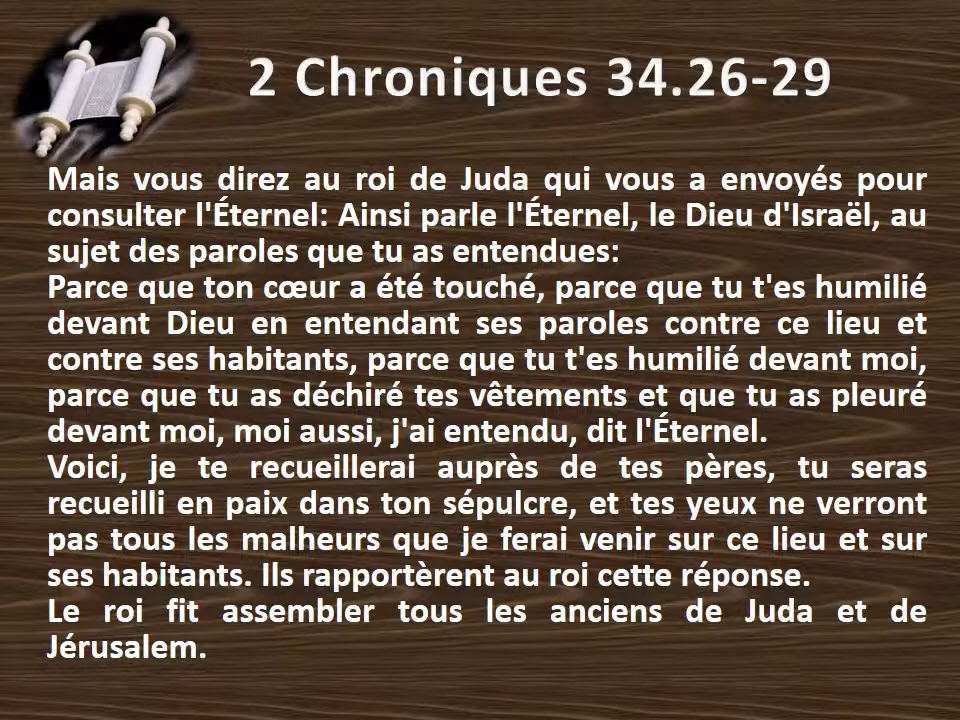 2 Chroniques 34.26-29
Mais vous direz au roi de Juda qui vous a envoyés pour
consulter l'Éternel: Ainsi parle l'Éternel, le Dieu d'Israël, au
sujet des paroles que tu as entendues:
Parce que ton cœur a été touché, parce que tu t'es humilié
devant Dieu en entendant ses paroles contre ce lieu et
contre ses habitants, parce que tu t'es humilié devant moi,
parce que tu as déchiré tes vêtements et que tu as pleuré
devant moi, moi aussi, j'ai entendu, dit l'Éternel.
Voici, je te recueillerai auprès de tes pères, tu seras
recueilli en paix dans ton sépulcre, et tes yeux ne verront
pas tous les malheurs que je ferai venir sur ce lieu et sur
ses habitants. Ils rapportèrent au roi cette réponse.
Le roi fit assembler tous les anciens de Juda et de
Jérusalem.